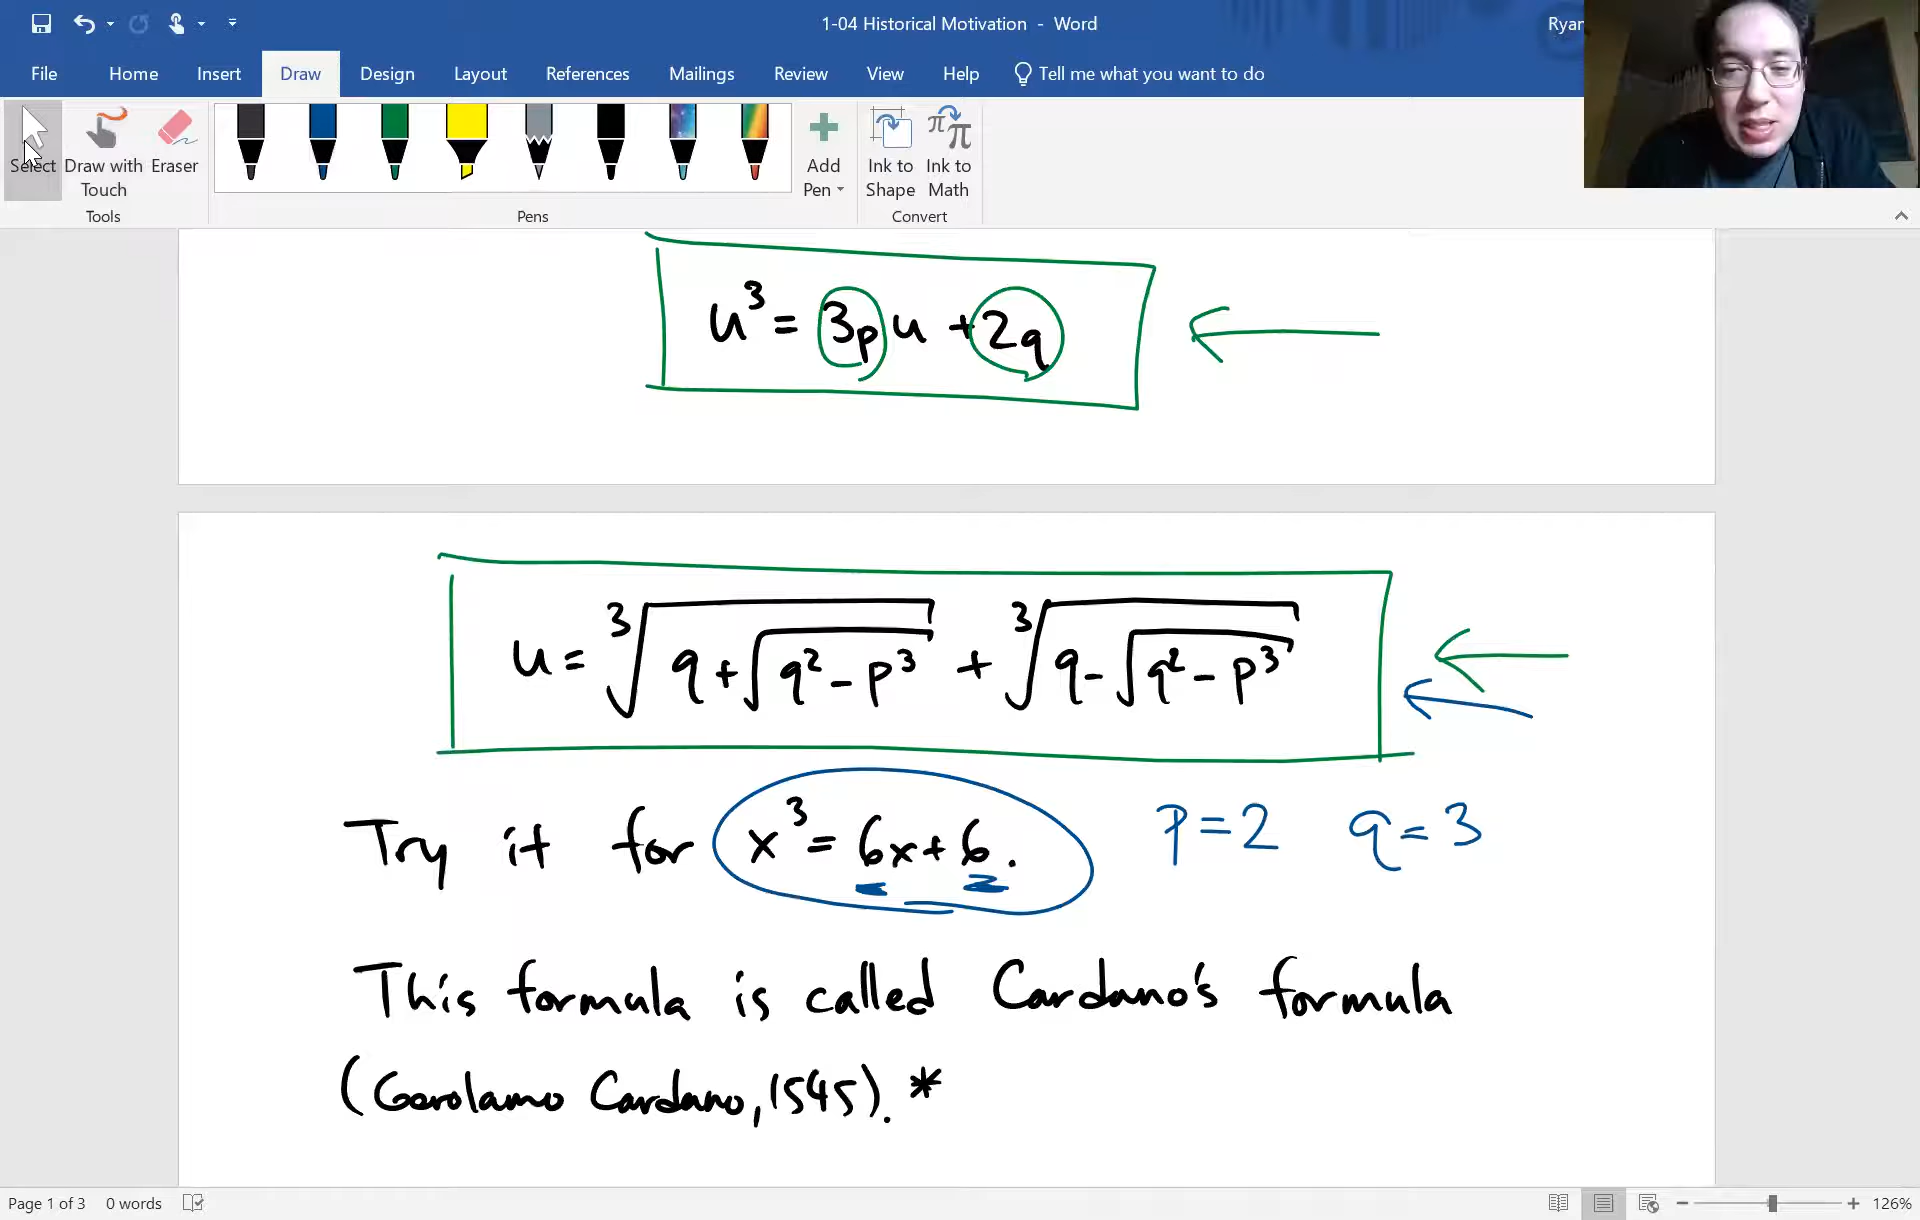 1-04 Historical Motivation - Word
Ryan
File Home Insert Draw Design Layout References Mailings Review View Help Tell me what you want to do
Select
Draw with Touch
Eraser
Add Pen
Ink to Shape
Ink to Math
Tools
Pens
Convert
u³ = 3pu + 2q
u = ∛(q + √(q² - p³)) + ∛(q - √(q² - p³))
Try it for x³ = 6x + 6. p = 2 q = 3
This formula is called Cardano's formula
(Gerolamo Cardano, 1545). *
Page 1 of 3 0 words
126%